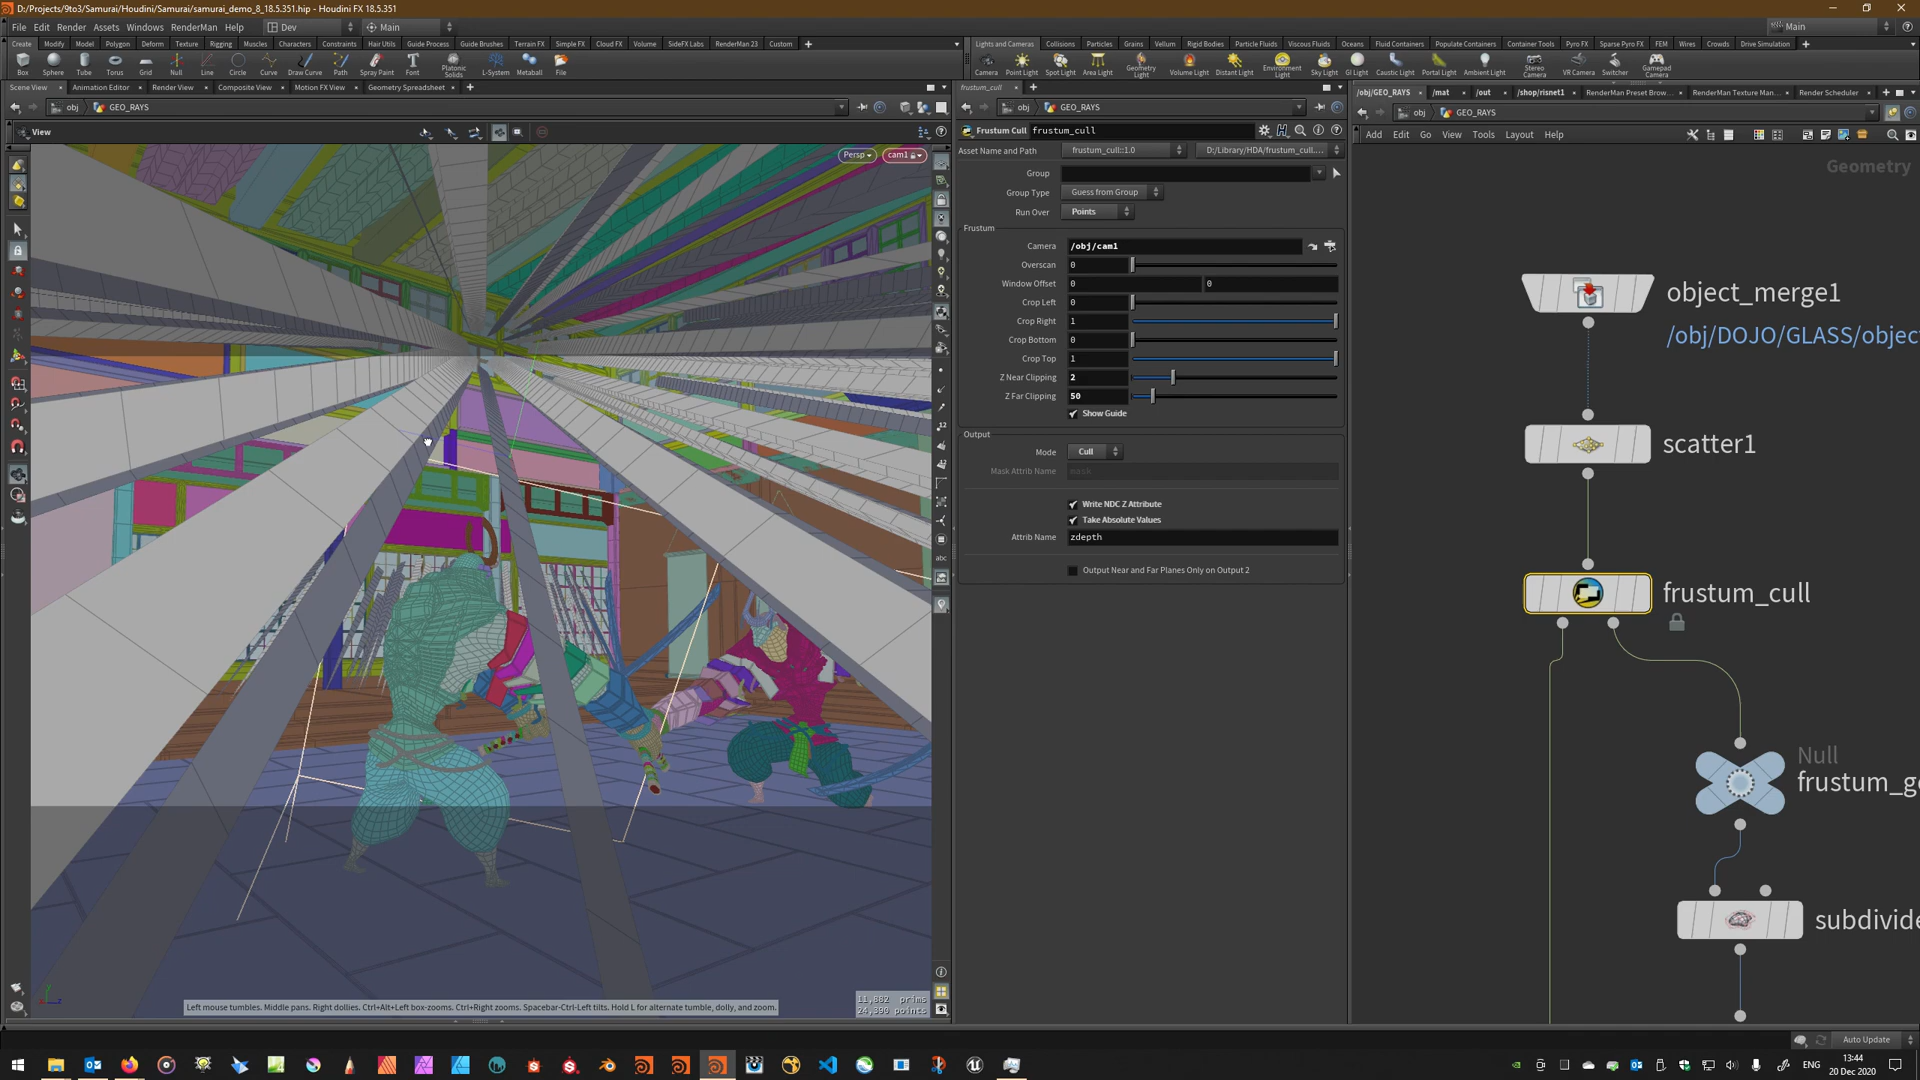 D:/Projects/9to3/Samurai/Houdini/Samurai/samurai_demo_8_18.5.351.hip - Houdini FX 18.5.351
File Edit Render Assets Windows RenderMan Help Dev Main Main
Create Modify Model Polygon Deform Texture Rigging Muscles Characters Constraints Hair Utils Guide Process Guide Brushes Terrain FX Simple FX Cloud FX Volume SideFX Labs RenderMan 23 Custom
Box Sphere Tube Torus Grid Null Line Circle Curve Draw Curve Path Spray Paint Font Platonic Solids L-System Metaball File
Lights and Cameras Collisions Particles Grains Vellum Rigid Bodies Particle Fluids Viscous Fluids Oceans Fluid Containers Populate Containers Container Tools Pyro FX Sparse Pyro FX FEM Wires Crowds Drive Simulation
Camera Point Light Spot Light Area Light Geometry Light Volume Light Distant Light Environment Light Sky Light GI Light Caustic Light Portal Light Ambient Light Stereo Camera VR Camera Switcher Gamepad Camera
Scene View Animation Editor Render View Composite View Motion FX View Geometry Spreadsheet
obj GEO_RAYS
View
Persp cam1
Left mouse tumbles. Middle pans. Right dollies. Ctrl+Alt+Left box-zooms. Ctrl+Right zooms. Spacebar-Ctrl-Left tilts. Hold L for alternate tumble, dolly, and zoom.
11,882 prims
24,300 points
abc
frustum_cull
obj GEO_RAYS
Frustum Cull frustum_cull
Asset Name and Path frustum_cull::1.0 D:/Library/HDA/frustum_cull....
Group
Group Type Guess from Group
Run Over Points
Frustum
Camera /obj/cam1
Overscan 0
Window Offset 0 0
Crop Left 0
Crop Right 1
Crop Bottom 0
Crop Top 1
Z Near Clipping 2
Z Far Clipping 50
Show Guide
Output
Mode Cull
Mask Attrib Name mask
Write NDC Z Attribute
Take Absolute Values
Attrib Name zdepth
Output Near and Far Planes Only on Output 2
/obj/GEO_RAYS /mat /out /shop/risnet1 RenderMan Preset Brow... RenderMan Texture Man... Render Scheduler
obj GEO_RAYS
Add Edit Go View Tools Layout Help
Geometry
object_merge1
/obj/DOJO/GLASS/objec
scatter1
frustum_cull
Null
frustum_g
subdivide
Auto Update
ENG
13:44
20 Dec 2020